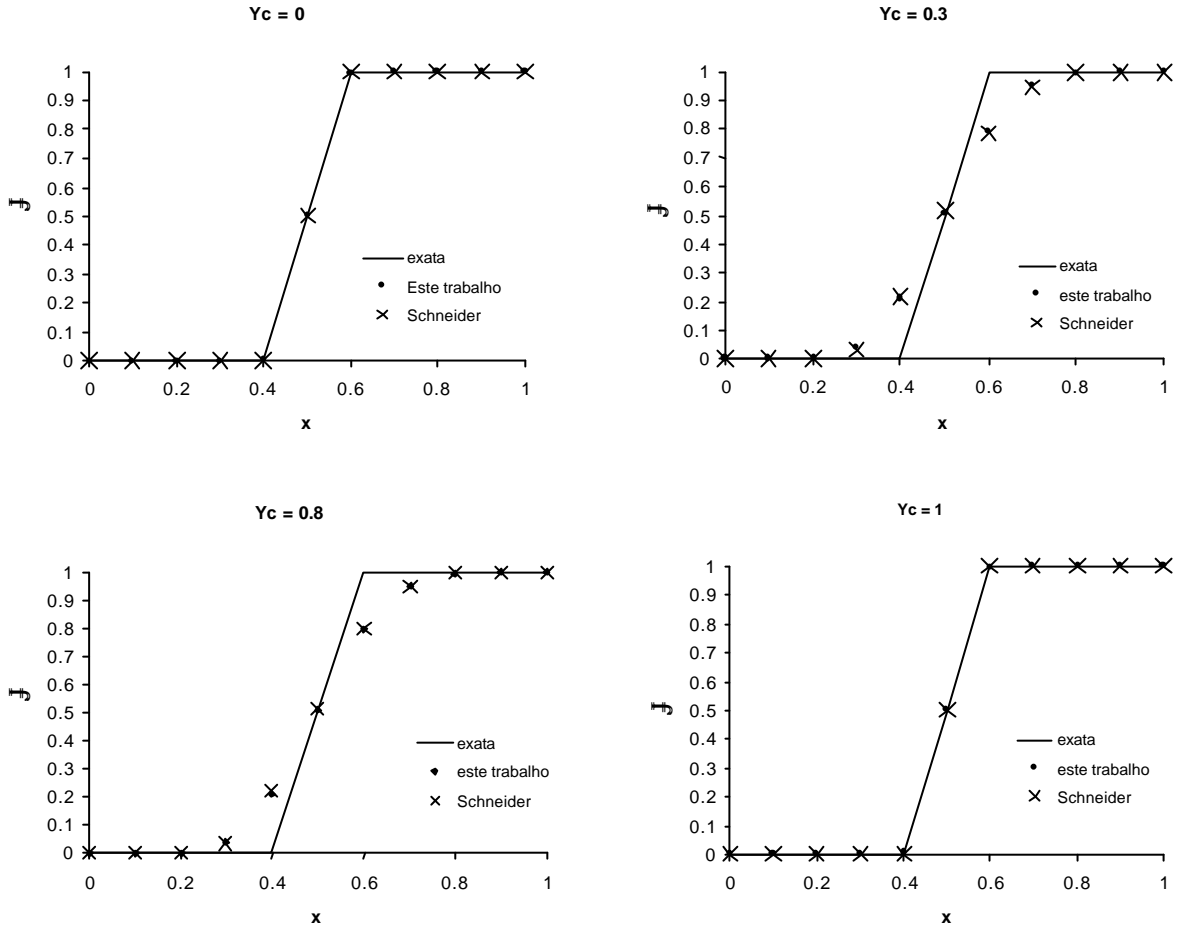 Yc = 0
1
0.9
0.8
0.7
0.6
0.5
0.4
0.3
0.2
0.1
0
J
exata
Este trabalho
Schneider
0 0.2 0.4 0.6 0.8 1
x
Yc = 0.3
1
0.9
0.8
0.7
0.6
0.5
0.4
0.3
0.2
0.1
0
J
exata
este trabalho
Schneider
0 0.2 0.4 0.6 0.8 1
x
Yc = 0.8
1
0.9
0.8
0.7
0.6
0.5
0.4
0.3
0.2
0.1
0
J
exata
este trabalho
Schneider
0 0.2 0.4 0.6 0.8 1
x
Yc = 1
1
0.9
0.8
0.7
0.6
0.5
0.4
0.3
0.2
0.1
0
J
exata
este trabalho
Schneider
0 0.2 0.4 0.6 0.8 1
x